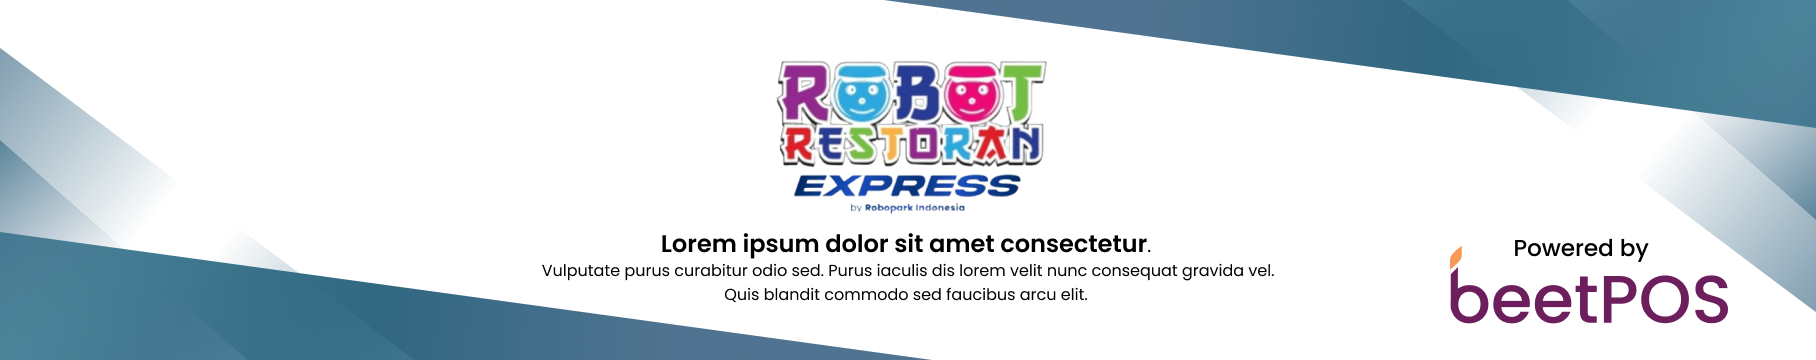 ROBOT
RESTORAN
EXPRESS
by Robopark Indonesia
Lorem ipsum dolor sit amet consectetur.
Vulputate purus curabitur odio sed. Purus iaculis dis lorem velit nunc consequat gravida vel.
Quis blandit commodo sed faucibus arcu elit.
Powered by
beetPOS